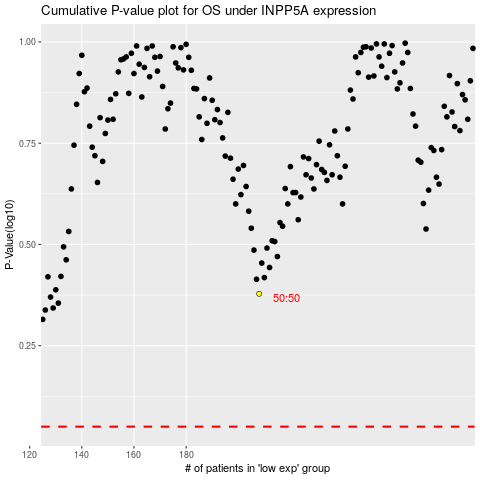 Cumulative P-value plot for OS under INPP5A expression
1.00
0.75
0.50
0.25
P-Value(log10)
50:50
120 140 160 180
# of patients in 'low exp' group